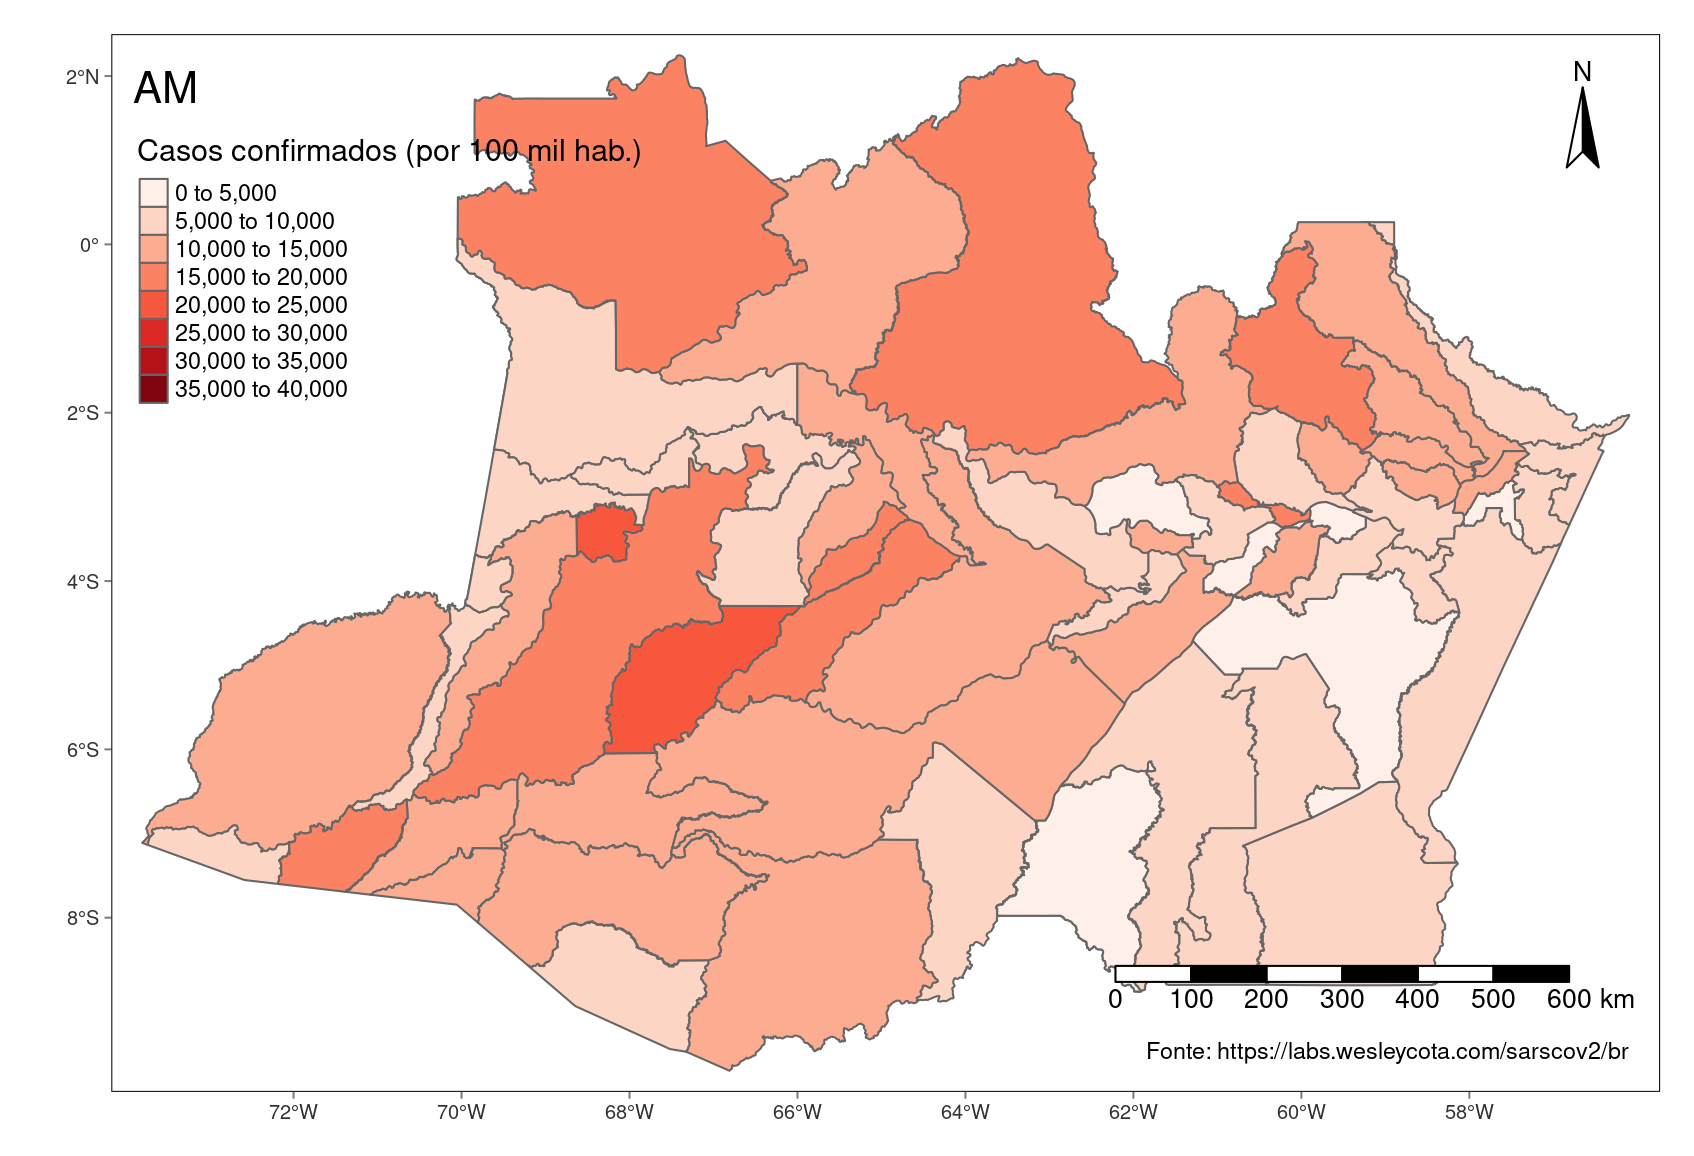 AM
N
Casos confirmados (por 100 mil hab.)
0 to 5,000
5,000 to 10,000
10,000 to 15,000
15,000 to 20,000
20,000 to 25,000
25,000 to 30,000
30,000 to 35,000
35,000 to 40,000
2°N
0°
2°S
4°S
6°S
8°S
0 100 200 300 400 500 600 km
Fonte: https://labs.wesleycota.com/sarscov2/br
72°W 70°W 68°W 66°W 64°W 62°W 60°W 58°W